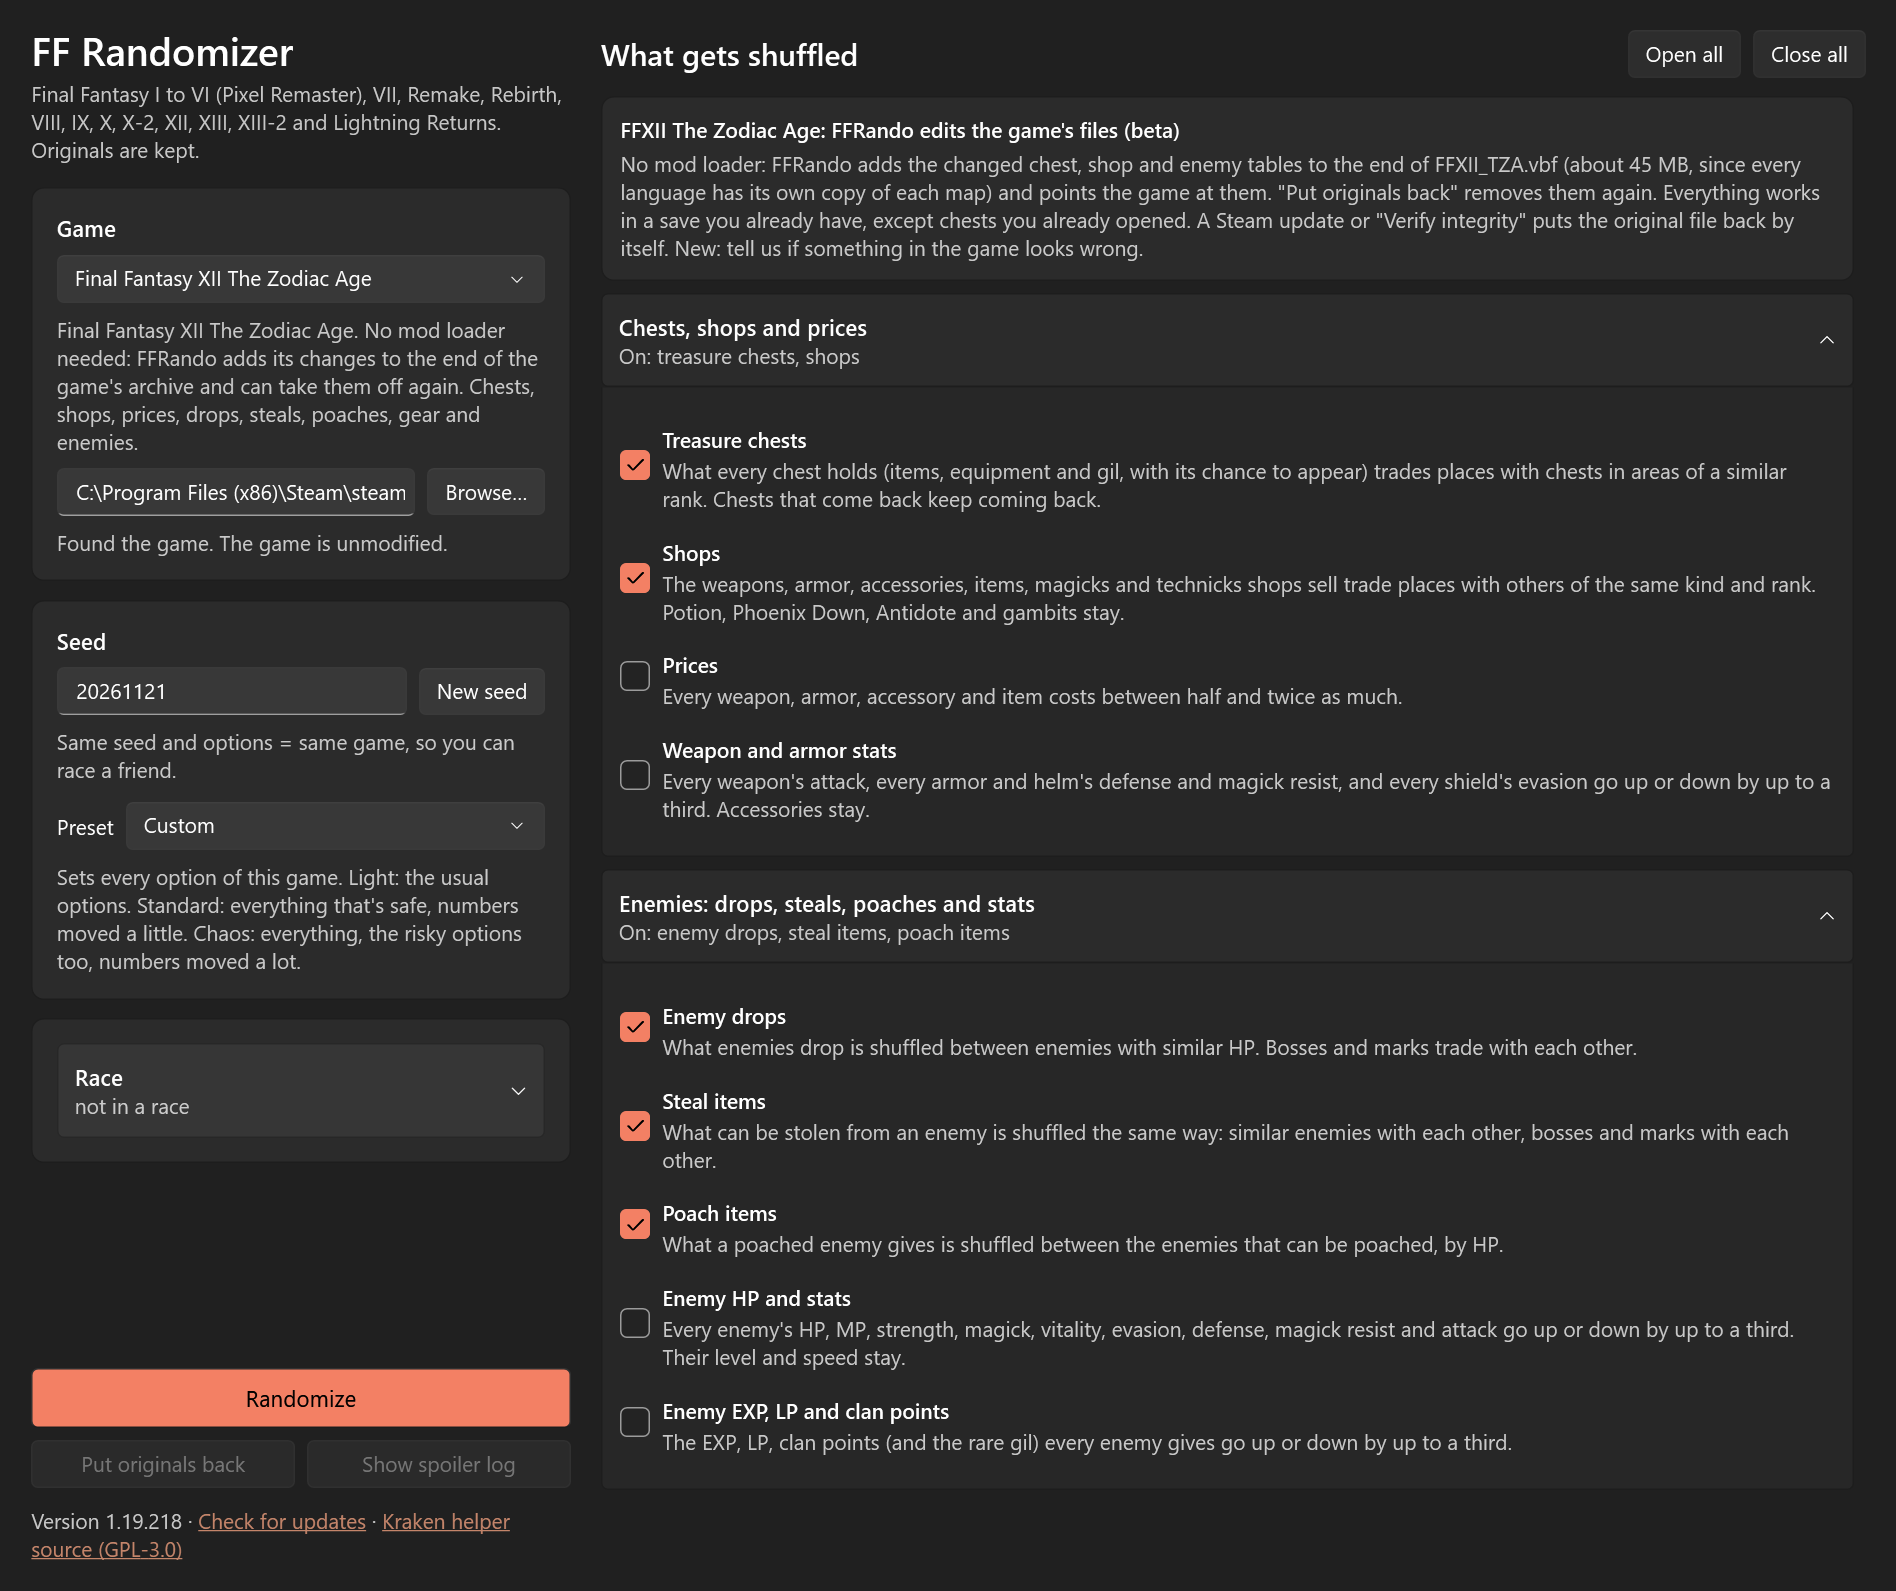 FF Randomizer
Final Fantasy I to VI (Pixel Remaster), VII, Remake, Rebirth,
VIII, IX, X, X-2, XII, XIII, XIII-2 and Lightning Returns.
Originals are kept.
Game
Final Fantasy XII The Zodiac Age
Final Fantasy XII The Zodiac Age. No mod loader
needed: FFRando adds its changes to the end of the
game's archive and can take them off again. Chests,
shops, prices, drops, steals, poaches, gear and
enemies.
C:\Program Files (x86)\Steam\steam
Browse...
Found the game. The game is unmodified.
Seed
20261121
New seed
Same seed and options = same game, so you can
race a friend.
Preset
Custom
Sets every option of this game. Light: the usual
options. Standard: everything that's safe, numbers
moved a little. Chaos: everything, the risky options
too, numbers moved a lot.
Race
not in a race
Randomize
Put originals back
Show spoiler log
Version 1.19.218 · Check for updates · Kraken helper
source (GPL-3.0)
What gets shuffled
Open all
Close all
FFXII The Zodiac Age: FFRando edits the game's files (beta)
No mod loader: FFRando adds the changed chest, shop and enemy tables to the end of FFXII_TZA.vbf (about 45 MB, since every
language has its own copy of each map) and points the game at them. "Put originals back" removes them again. Everything works
in a save you already have, except chests you already opened. A Steam update or "Verify integrity" puts the original file back by
itself. New: tell us if something in the game looks wrong.
Chests, shops and prices
On: treasure chests, shops
Treasure chests
What every chest holds (items, equipment and gil, with its chance to appear) trades places with chests in areas of a similar
rank. Chests that come back keep coming back.
Shops
The weapons, armor, accessories, items, magicks and technicks shops sell trade places with others of the same kind and rank.
Potion, Phoenix Down, Antidote and gambits stay.
Prices
Every weapon, armor, accessory and item costs between half and twice as much.
Weapon and armor stats
Every weapon's attack, every armor and helm's defense and magick resist, and every shield's evasion go up or down by up to a
third. Accessories stay.
Enemies: drops, steals, poaches and stats
On: enemy drops, steal items, poach items
Enemy drops
What enemies drop is shuffled between enemies with similar HP. Bosses and marks trade with each other.
Steal items
What can be stolen from an enemy is shuffled the same way: similar enemies with each other, bosses and marks with each
other.
Poach items
What a poached enemy gives is shuffled between the enemies that can be poached, by HP.
Enemy HP and stats
Every enemy's HP, MP, strength, magick, vitality, evasion, defense, magick resist and attack go up or down by up to a third.
Their level and speed stay.
Enemy EXP, LP and clan points
The EXP, LP, clan points (and the rare gil) every enemy gives go up or down by up to a third.